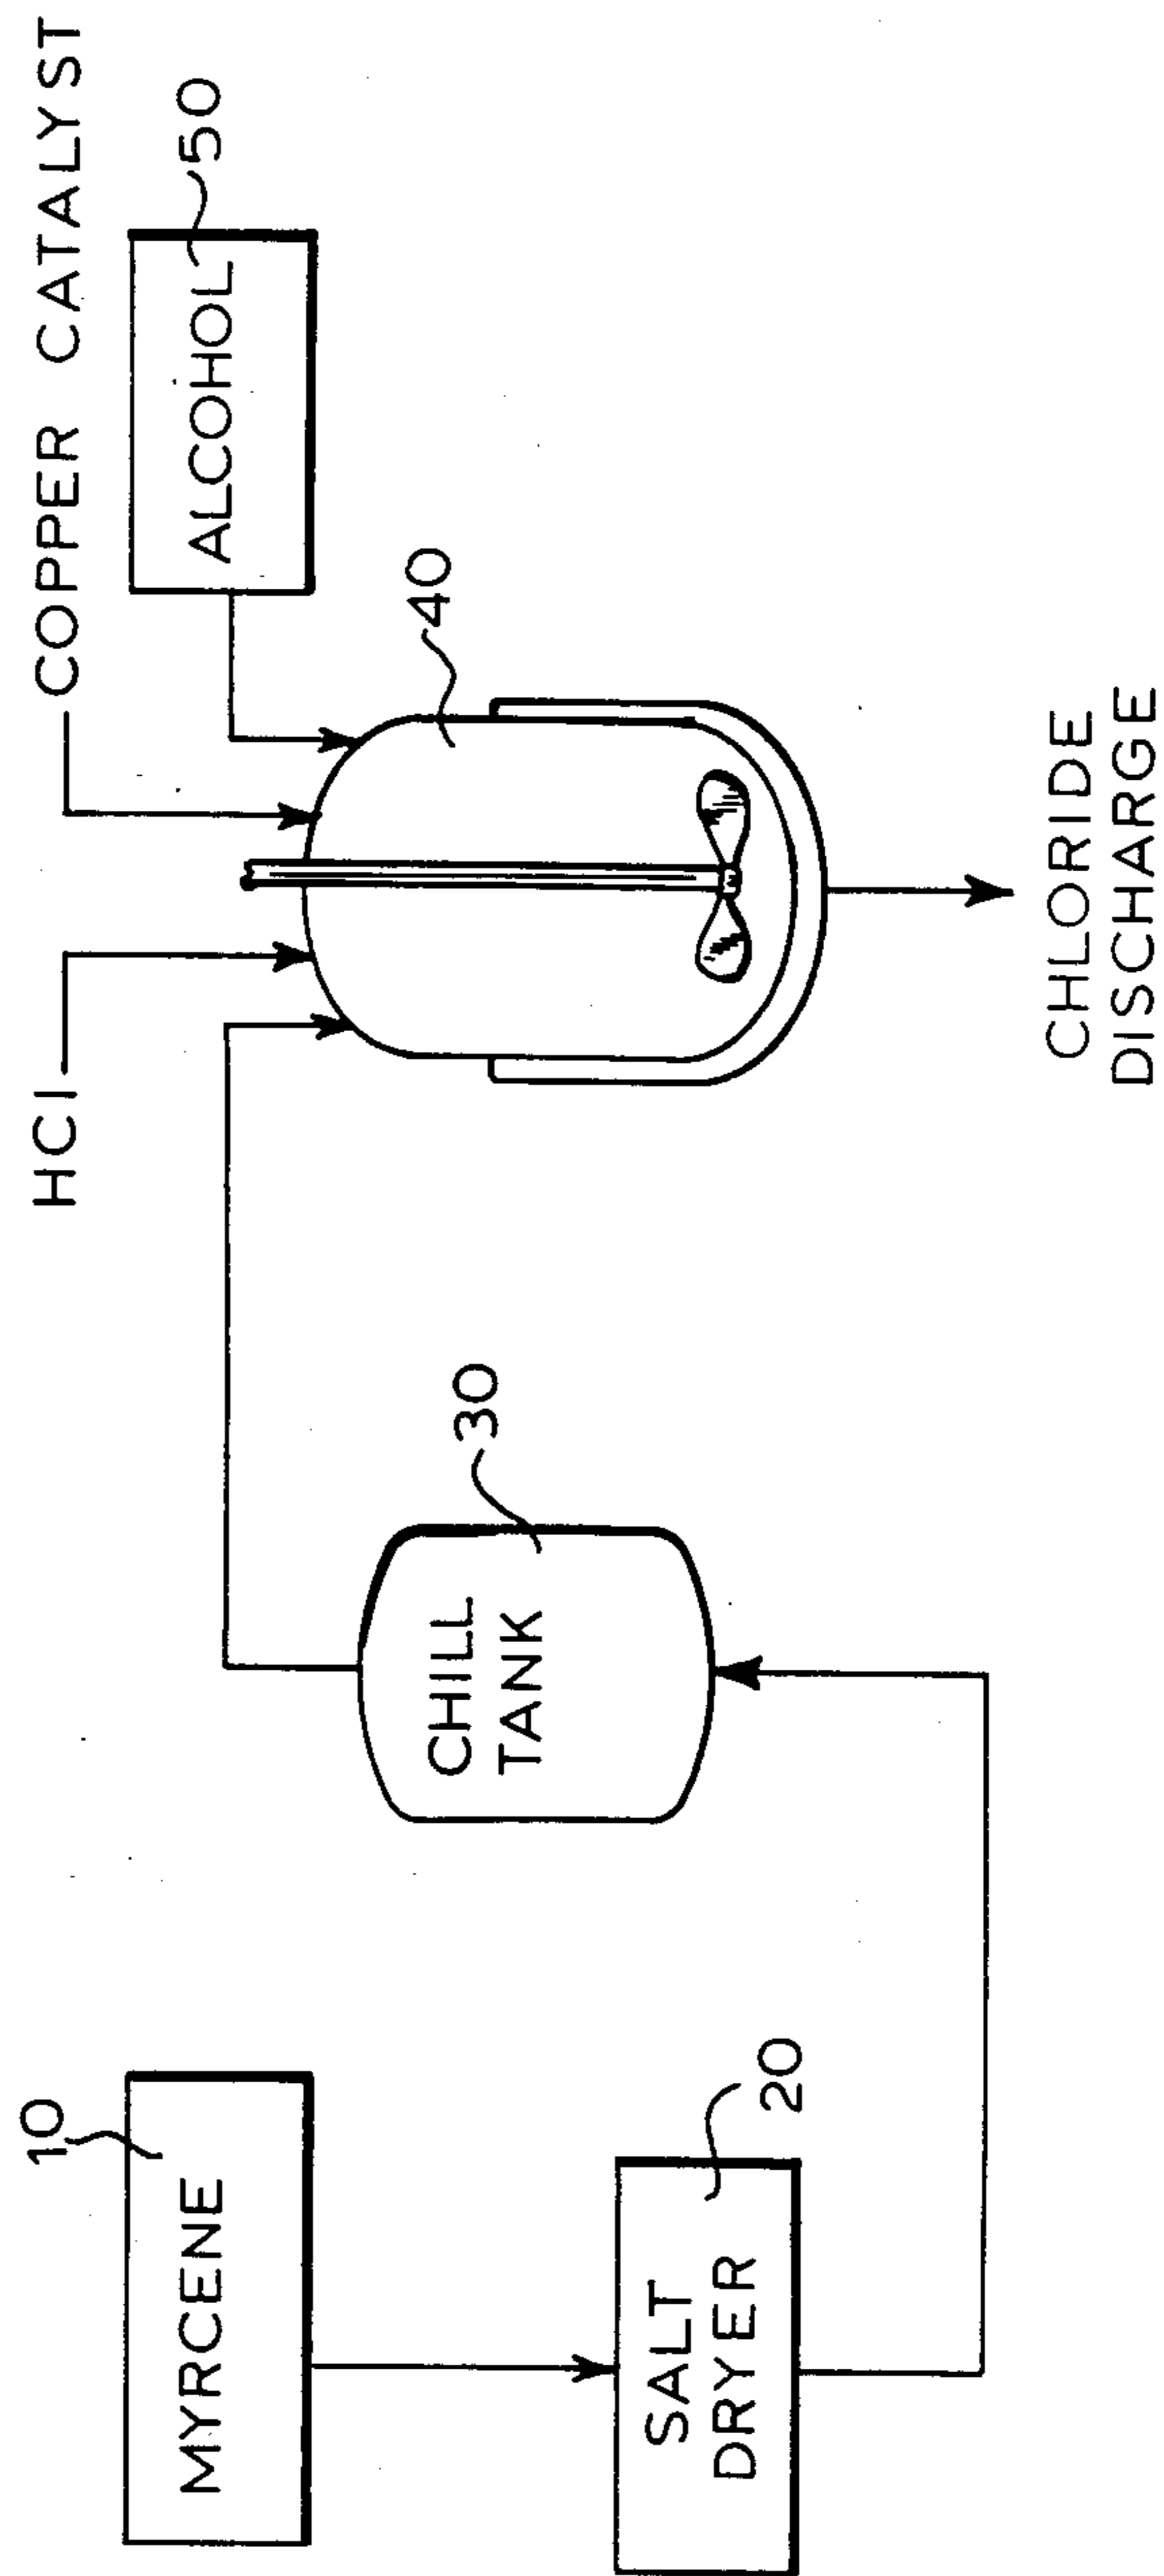 10
MYRCENE
SALT
DRYER
20
CHILL
TANK
30
HCl
COPPER CATALYST
ALCOHOL
50
40
CHLORIDE
DISCHARGE